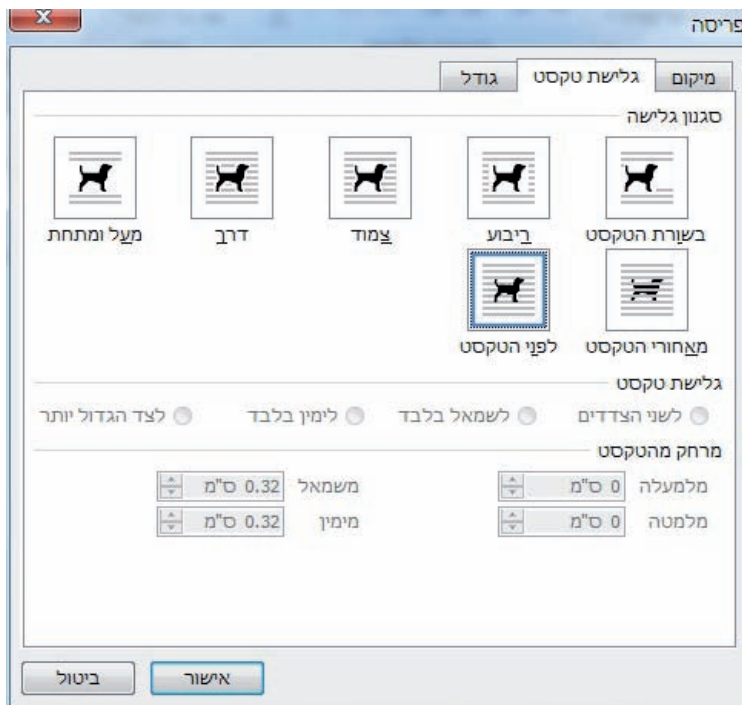 פריסה
מיקום גלישת טקסט גודל
סגנון גלישה
בשורת הטקסט ריבוע צמוד דרך מעל ומתחת
מאחורי הטקסט לפני הטקסט
גלישת טקסט
לשני הצדדים לשמאל בלבד לימין בלבד לצד הגדול יותר
מרחק מהטקסט
מלמעלה 0 ס"מ משמאל 0.32 ס"מ
מלמטה 0 ס"מ מימין 0.32 ס"מ
אישור ביטול